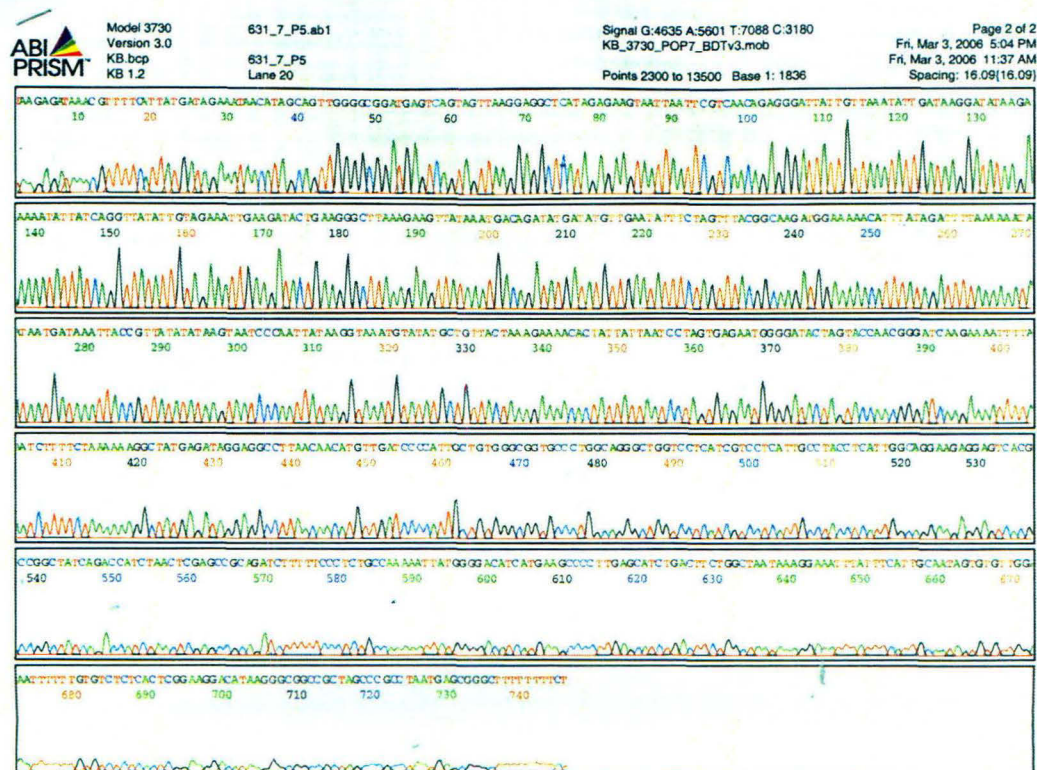 ABI
PRISM™
Model 3730
Version 3.0
KB.bcp
KB 1.2
631_7_P5.ab1
631_7_P5
Lane 20
Signal G:4635 A:5601 T:7088 C:3180
KB_3730_POP7_BDTv3.mob
Points 2300 to 13500 Base 1: 1836
Page 2 of 2
Fri, Mar 3, 2006 5:04 PM
Fri, Mar 3, 2006 11:37 AM
Spacing: 16.09{16.09}
TAAGAGATAAACGTTTTTCATTATGATAGAAATAACATAGCAGTTGGGGCGGATGAGTCAGTAGTTAAGGAGGCTCATAGAGAAGTAATTAATTCGTCAACAGAGGGATTATTGTTAAATATTGATAAGGATATAAGA
10 20 30 40 50 60 70 80 90 100 110 120 130
AAAATATTATCAGGTTATATTGTAGAAATTGAAGATACTGAAGGGCTTAAAGAAGTTATAAATGACAGATATGATATGTTGAATATTTCTAGTTTACGGCAAGATGGAAAAACATTTATAGATTTTAAAAAATA
140 150 160 170 180 190 200 210 220 230 240 250 260 270
280 290 300 310 320 330 340 350 360 370 380 390 400
410 420 430 440 450 460 470 480 490 500 510 520 530
CCGGCTATCAGACCATCTAACTCGAGCCGCAGATCTTTTTCCCTCTGCCAAAAATTATGGGGACATCATGAAGCCCCTTGAGCATCTGACTTCTGGCTAATAAAGGAAATTTATTTCATTGCAATAGTGTGTTGG
540 550 560 570 580 590 600 610 620 630 640 650 660 670
AATTTTTTGTGTCTCTCACTCGGAAGGACATAAGGGCGGCCGCTAGCCCGCCTAATGAGCGGGCTTTTTTTTCT
680 690 700 710 720 730 740